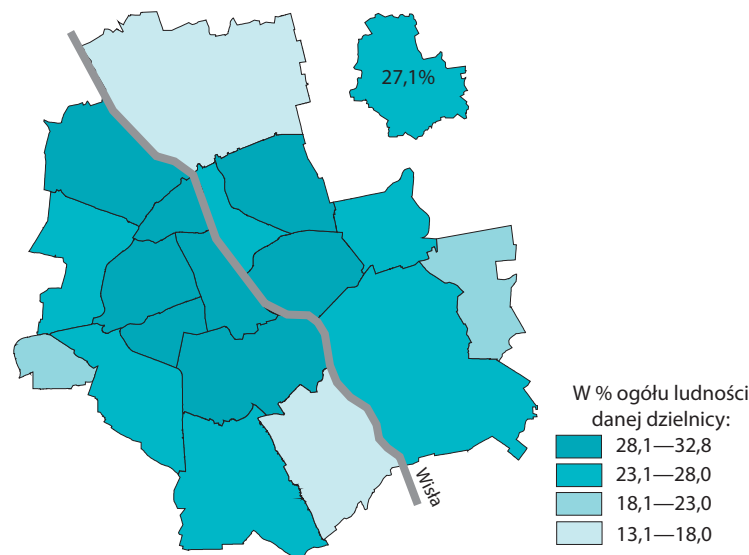 27,1%
Wisła
W % ogółu ludności
danej dzielnicy:
28,1—32,8
23,1—28,0
18,1—23,0
13,1—18,0